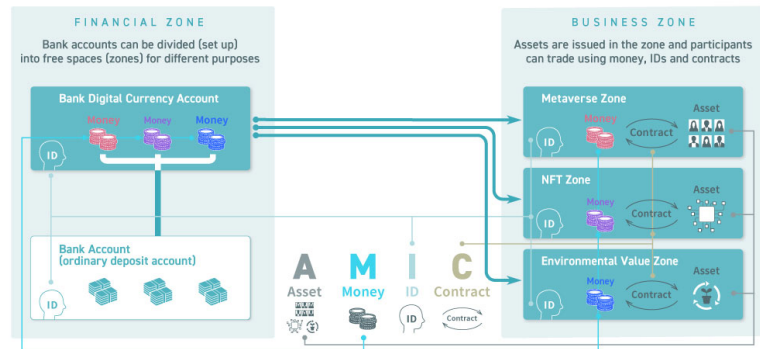 FINANCIAL ZONE
Bank accounts can be divided (set up)
into free spaces (zones) for different purposes
Bank Digital Currency Account
Money
Money
Money
ID
Bank Account
(ordinary deposit account)
ID
A M I C
Asset Money ID Contract
BUSINESS ZONE
Assets are issued in the zone and participants
can trade using money, IDs and contracts
Metaverse Zone
Asset
Money
Contract
ID
NFT Zone
Money
Contract
ID
Environmental Value Zone
Asset
Money
Contract
ID